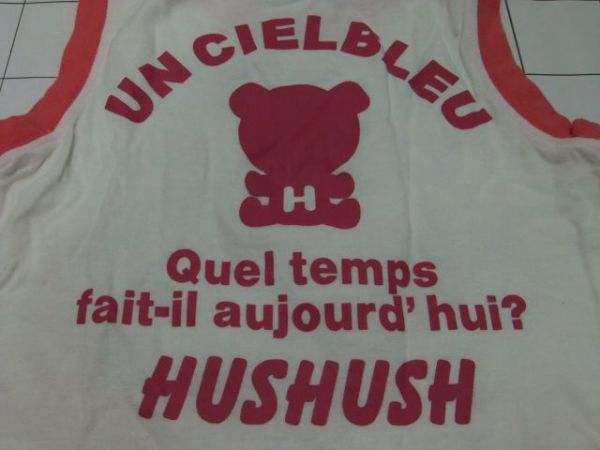 UN CIELBLEU
H
Quel temps
fait-il aujourd' hui?
HUSHUSH